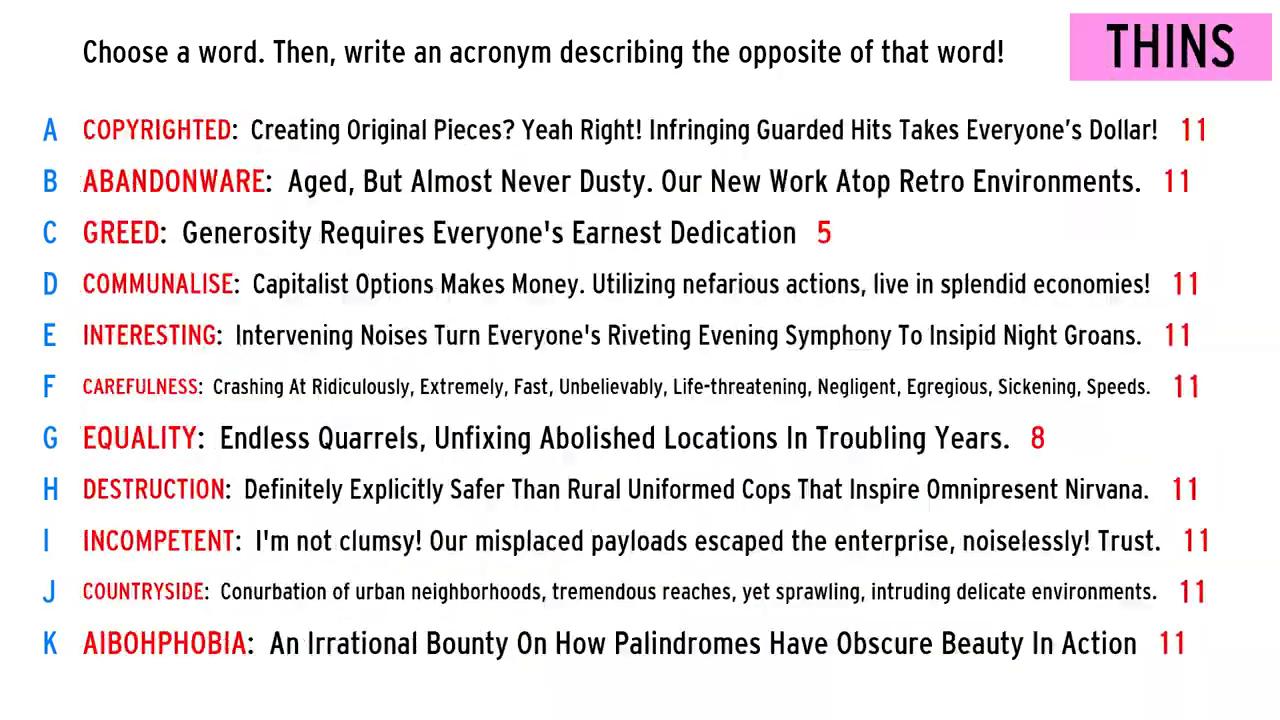 Choose a word. Then, write an acronym describing the opposite of that word!
THINS
A COPYRIGHTED: Creating Original Pieces? Yeah Right! Infringing Guarded Hits Takes Everyone's Dollar! 11
B ABANDONWARE: Aged, But Almost Never Dusty. Our New Work Atop Retro Environments. 11
C GREED: Generosity Requires Everyone's Earnest Dedication 5
D COMMUNALISE: Capitalist Options Makes Money. Utilizing nefarious actions, live in splendid economies! 11
E INTERESTING: Intervening Noises Turn Everyone's Riveting Evening Symphony To Insipid Night Groans. 11
F CAREFULNESS: Crashing At Ridiculously, Extremely, Fast, Unbelievably, Life-threatening, Negligent, Egregious, Sickening, Speeds. 11
G EQUALITY: Endless Quarrels, Unfixing Abolished Locations In Troubling Years. 8
H DESTRUCTION: Definitely Explicitly Safer Than Rural Uniformed Cops That Inspire Omnipresent Nirvana. 11
I INCOMPETENT: I'm not clumsy! Our misplaced payloads escaped the enterprise, noiselessly! Trust. 11
J COUNTRYSIDE: Conurbation of urban neighborhoods, tremendous reaches, yet sprawling, intruding delicate environments. 11
K AIBOHPHOBIA: An Irrational Bounty On How Palindromes Have Obscure Beauty In Action 11